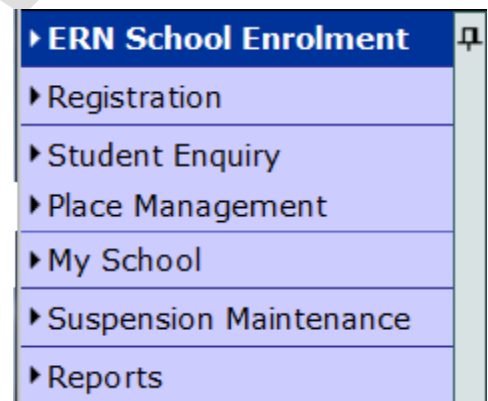 ERN School Enrolment
Registration
Student Enquiry
Place Management
My School
Suspension Maintenance
Reports